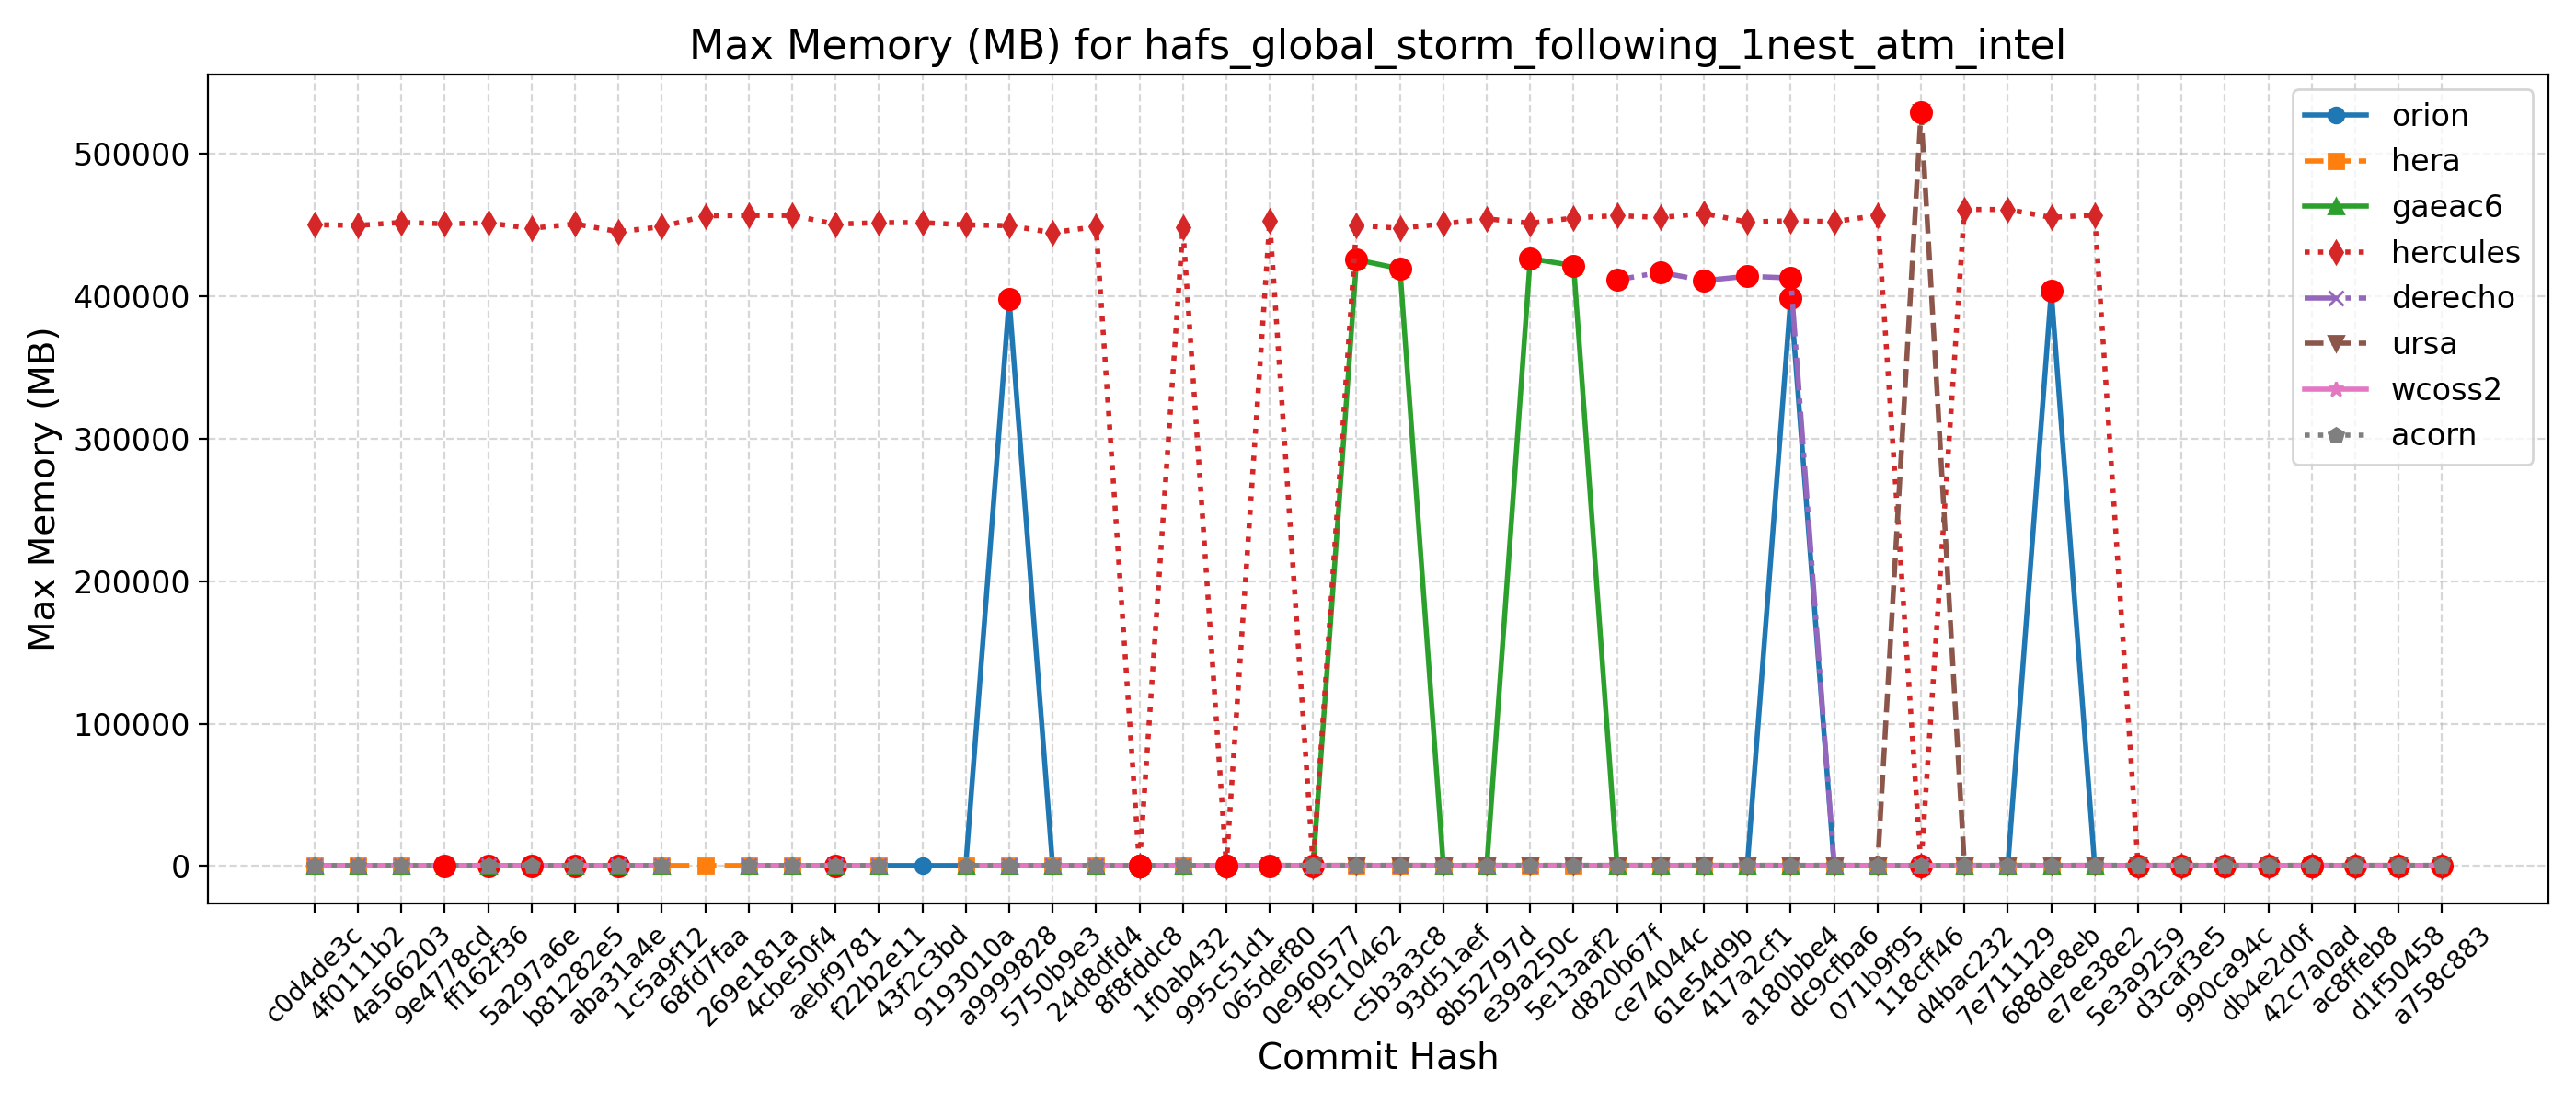 Max Memory (MB) for hafs_global_storm_following_1nest_atm_intel
Max Memory (MB)
500000
400000
300000
200000
100000
0
orion
hera
gaeac6
hercules
derecho
ursa
wcoss2
acorn
c0d4de3c
4f0111b2
4a566203
9e4778cd
ff162f36
5a297a6e
b81282e5
aba31a4e
1c5a9f12
68fd7faa
269e181a
4cbe50f4
aebf9781
f22b2e11
43f2c3bd
9193010a
a9999828
5750b9e3
24d8dfd4
8f8fddc8
1f0ab432
995c51d1
065def80
0e960577
f9c10462
c5b3a3c8
93d51aef
8b52797d
e39a250c
5e13aaf2
d820b67f
ce74044c
61e54d9b
417a2cf1
a180bbe4
dc9cfba6
071b9f95
118cff46
d4bac232
7e711129
688de8eb
e7ee38e2
5e3a9259
d3caf3e5
990ca94c
db4e2d0f
42c7a0ad
ac8ffeb8
d1f50458
a758c883
Commit Hash